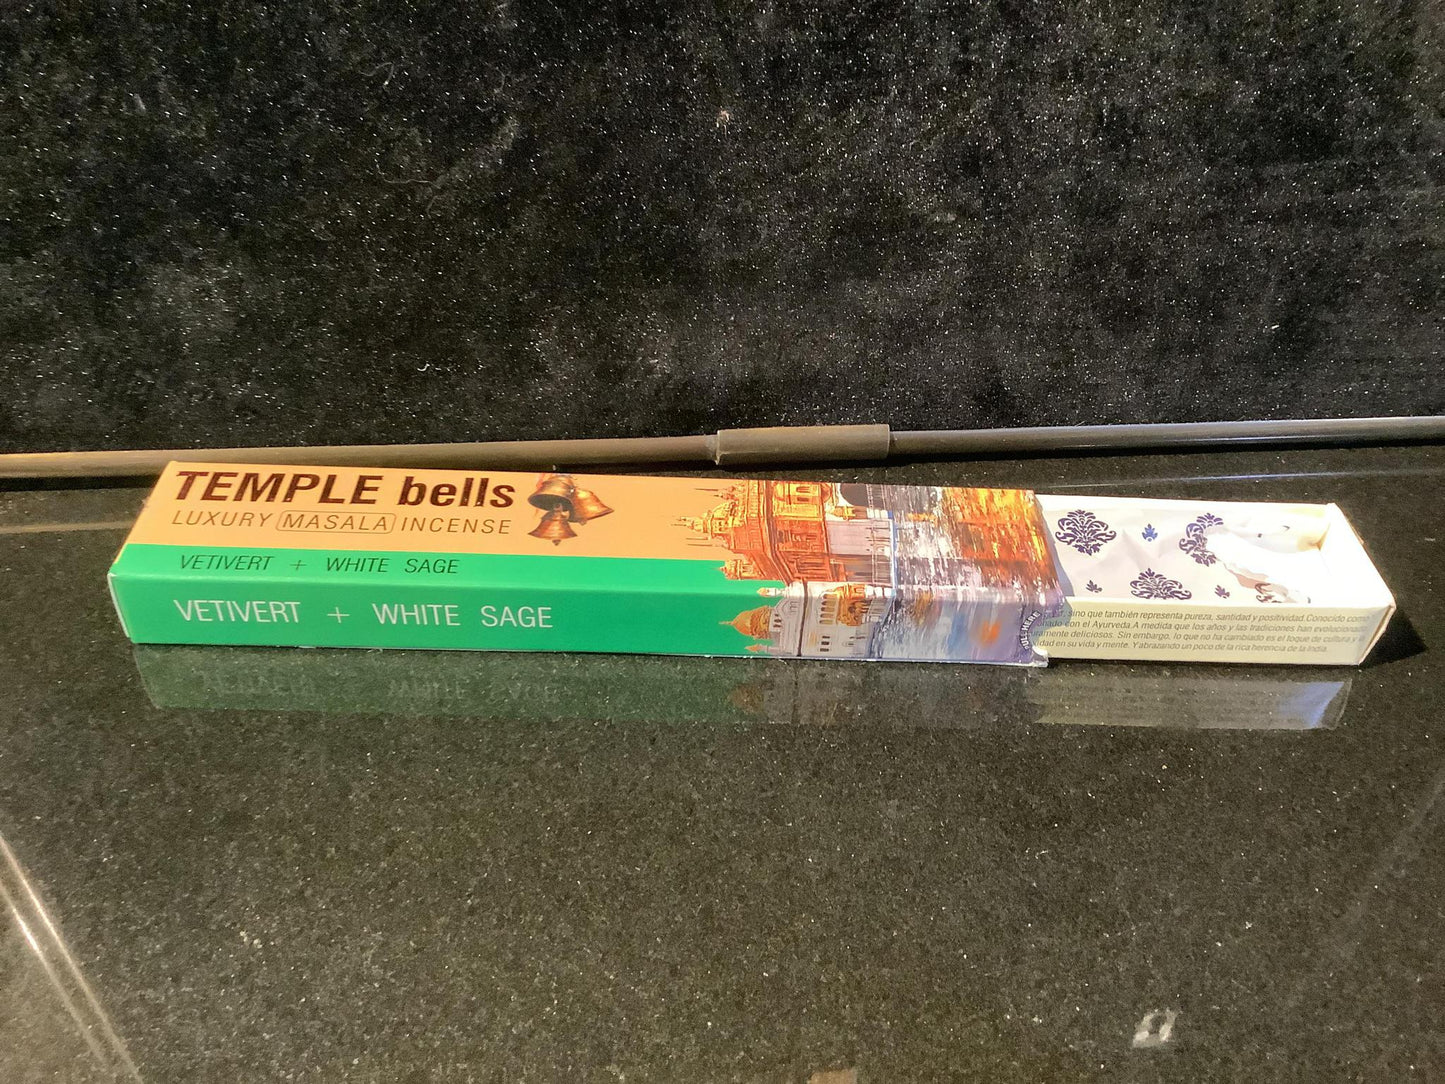 TEMPLE bells
LUXURY MASALA INCENSE
VETIVERT + WHITE SAGE
VETIVERT + WHITE SAGE
sino que también representa pureza, santidad y positividad. Conocido como
con el Ayurveda. A medida que los años y las tradiciones han evolucionado
deliciosos. Sin embargo, lo que no ha cambiado es el toque de cultura
en su vida y mente. Y abrazando un poco de la rica herencia de la India.